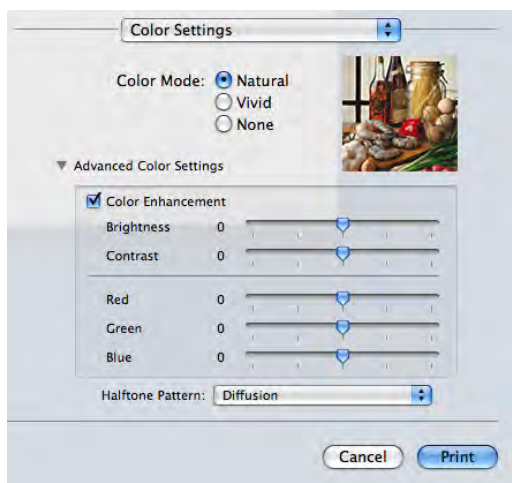 Color Settings
Color Mode: Natural
Vivid
None
Advanced Color Settings
Color Enhancement
Brightness 0
Contrast 0
Red 0
Green 0
Blue 0
Halftone Pattern: Diffusion
Cancel Print